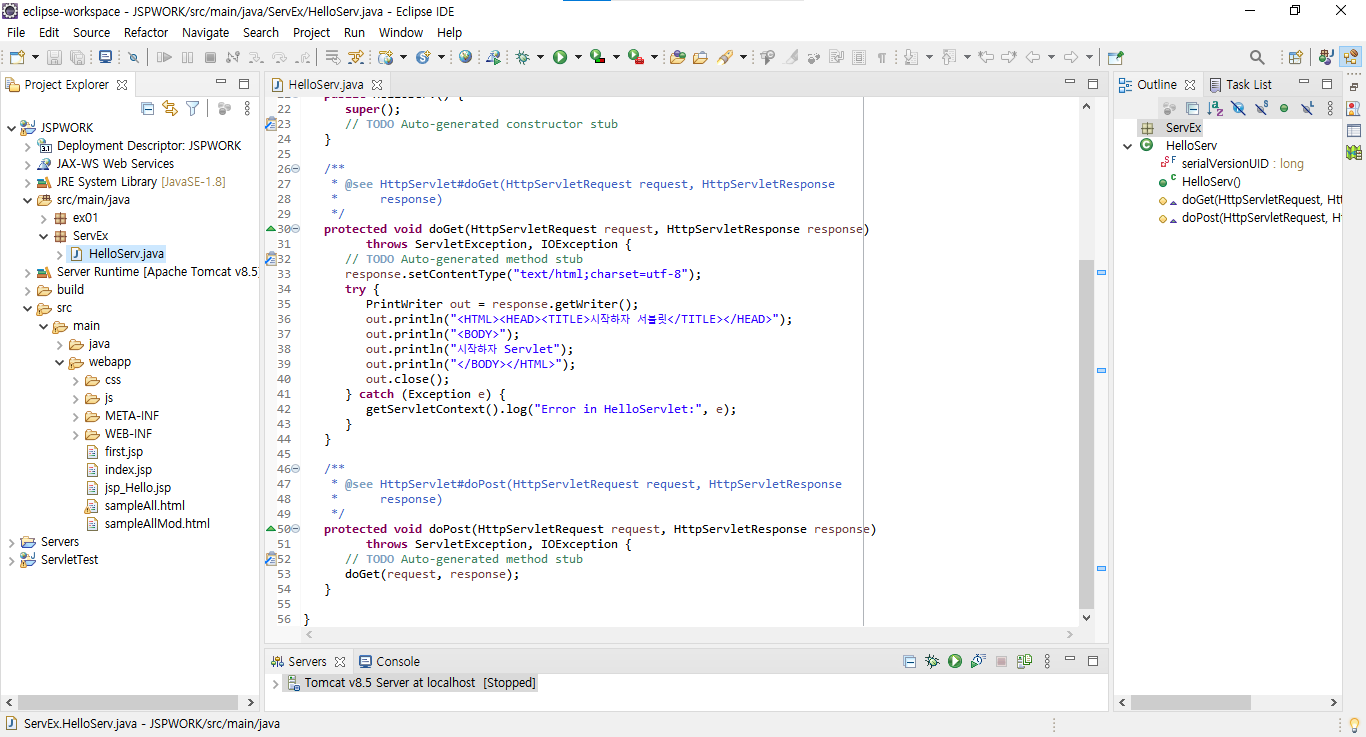 eclipse-workspace - JSPWORK/src/main/java/ServEx/HelloServ.java - Eclipse IDE
File Edit Source Refactor Navigate Search Project Run Window Help
Project Explorer
JSPWORK
Deployment Descriptor: JSPWORK
JAX-WS Web Services
JRE System Library [JavaSE-1.8]
src/main/java
ex01
ServEx
HelloServ.java
Server Runtime [Apache Tomcat v8.5]
build
src
main
java
webapp
css
js
META-INF
WEB-INF
first.jsp
index.jsp
jsp_Hello.jsp
sampleAll.html
sampleAllMod.html
Servers
ServletTest
HelloServ.java
22 super();
23 // TODO Auto-generated constructor stub
24 }
25
26 /**
27 * @see HttpServlet#doGet(HttpServletRequest request, HttpServletResponse
28 * response)
29 */
30 protected void doGet(HttpServletRequest request, HttpServletResponse response)
31 throws ServletException, IOException {
32 // TODO Auto-generated method stub
33 response.setContentType("text/html;charset=utf-8");
34 try {
35 PrintWriter out = response.getWriter();
36 out.println("<HTML><HEAD><TITLE>시작하자 서블릿</TITLE></HEAD>");
37 out.println("<BODY>");
38 out.println("시작하자 Servlet");
39 out.println("</BODY></HTML>");
40 out.close();
41 } catch (Exception e) {
42 getServletContext().log("Error in HelloServlet:", e);
43 }
44 }
45
46 /**
47 * @see HttpServlet#doPost(HttpServletRequest request, HttpServletResponse
48 * response)
49 */
50 protected void doPost(HttpServletRequest request, HttpServletResponse response)
51 throws ServletException, IOException {
52 // TODO Auto-generated method stub
53 doGet(request, response);
54 }
55
56 }
Servers Console
Tomcat v8.5 Server at localhost [Stopped]
Outline Task List
ServEx
HelloServ
serialVersionUID : long
HelloServ()
doGet(HttpServletRequest, Htt
doPost(HttpServletRequest, Ht
ServEx.HelloServ.java - JSPWORK/src/main/java